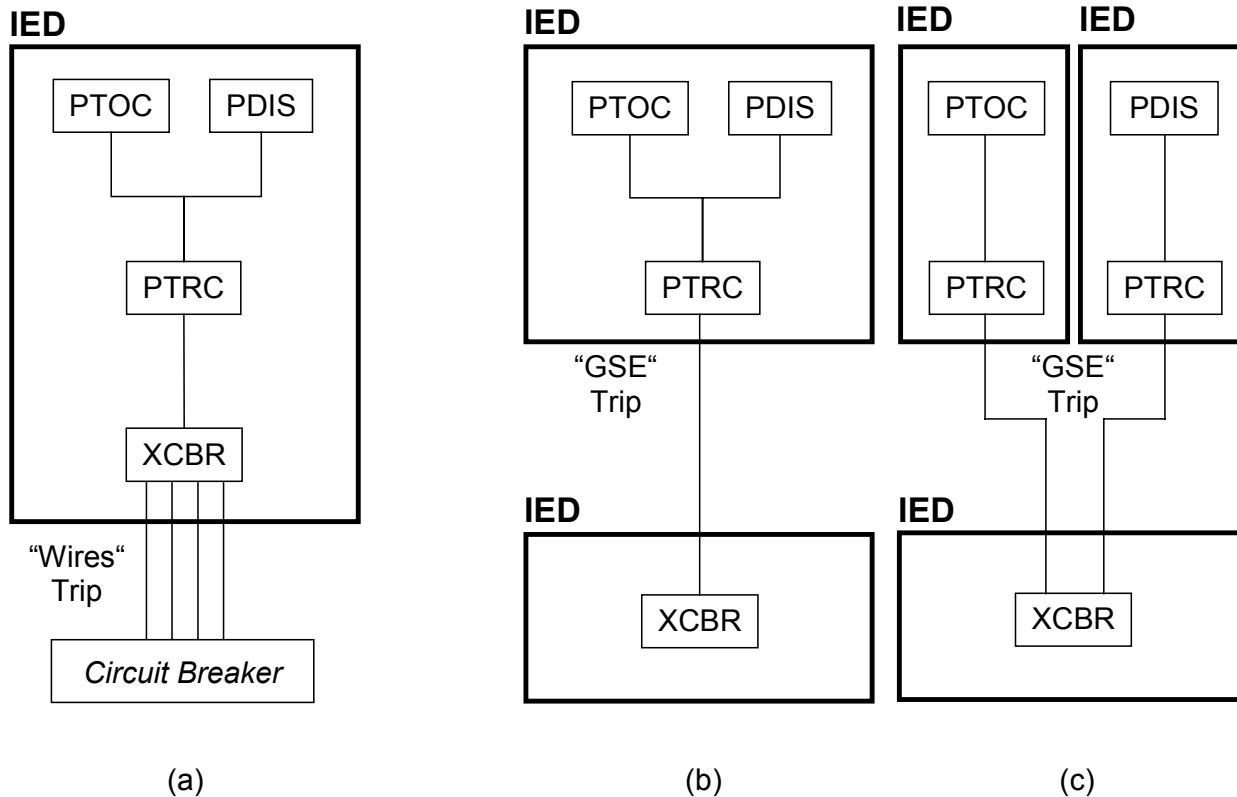 IED
PTOC
PDIS
PTRC
XCBR
“Wires“
Trip
Circuit Breaker
(a)
IED
PTOC
PDIS
PTRC
“GSE“
Trip
IED
XCBR
(b)
IED
IED
PTOC
PDIS
PTRC
PTRC
“GSE“
Trip
IED
XCBR
(c)